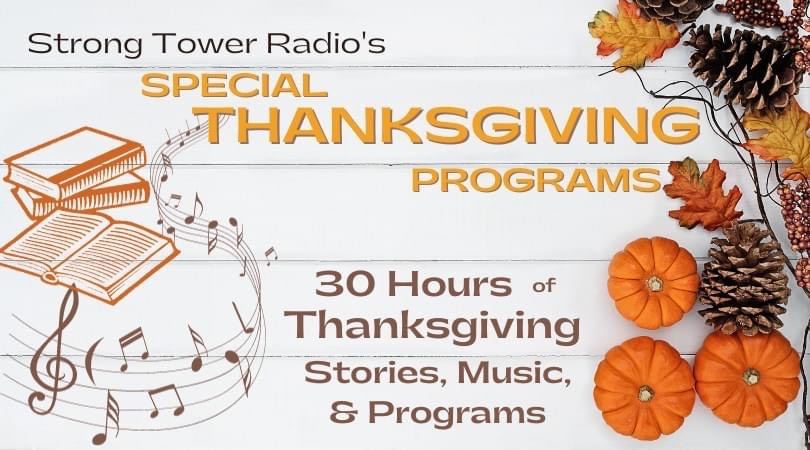 Strong Tower Radio's
SPECIAL
THANKSGIVING
PROGRAMS
30 Hours of
Thanksgiving
Stories, Music,
& Programs